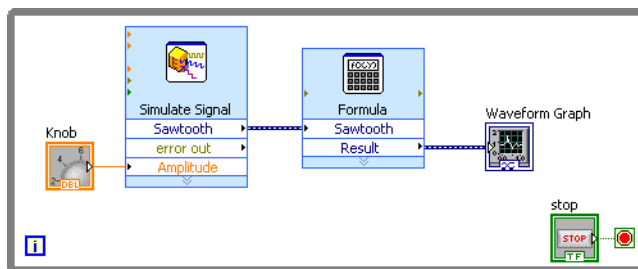 f(x,y)
Simulate Signal
Formula
Waveform Graph
Sawtooth
Sawtooth
Knob
error out
Result
Amplitude
DBL
stop
STOP
TF
i